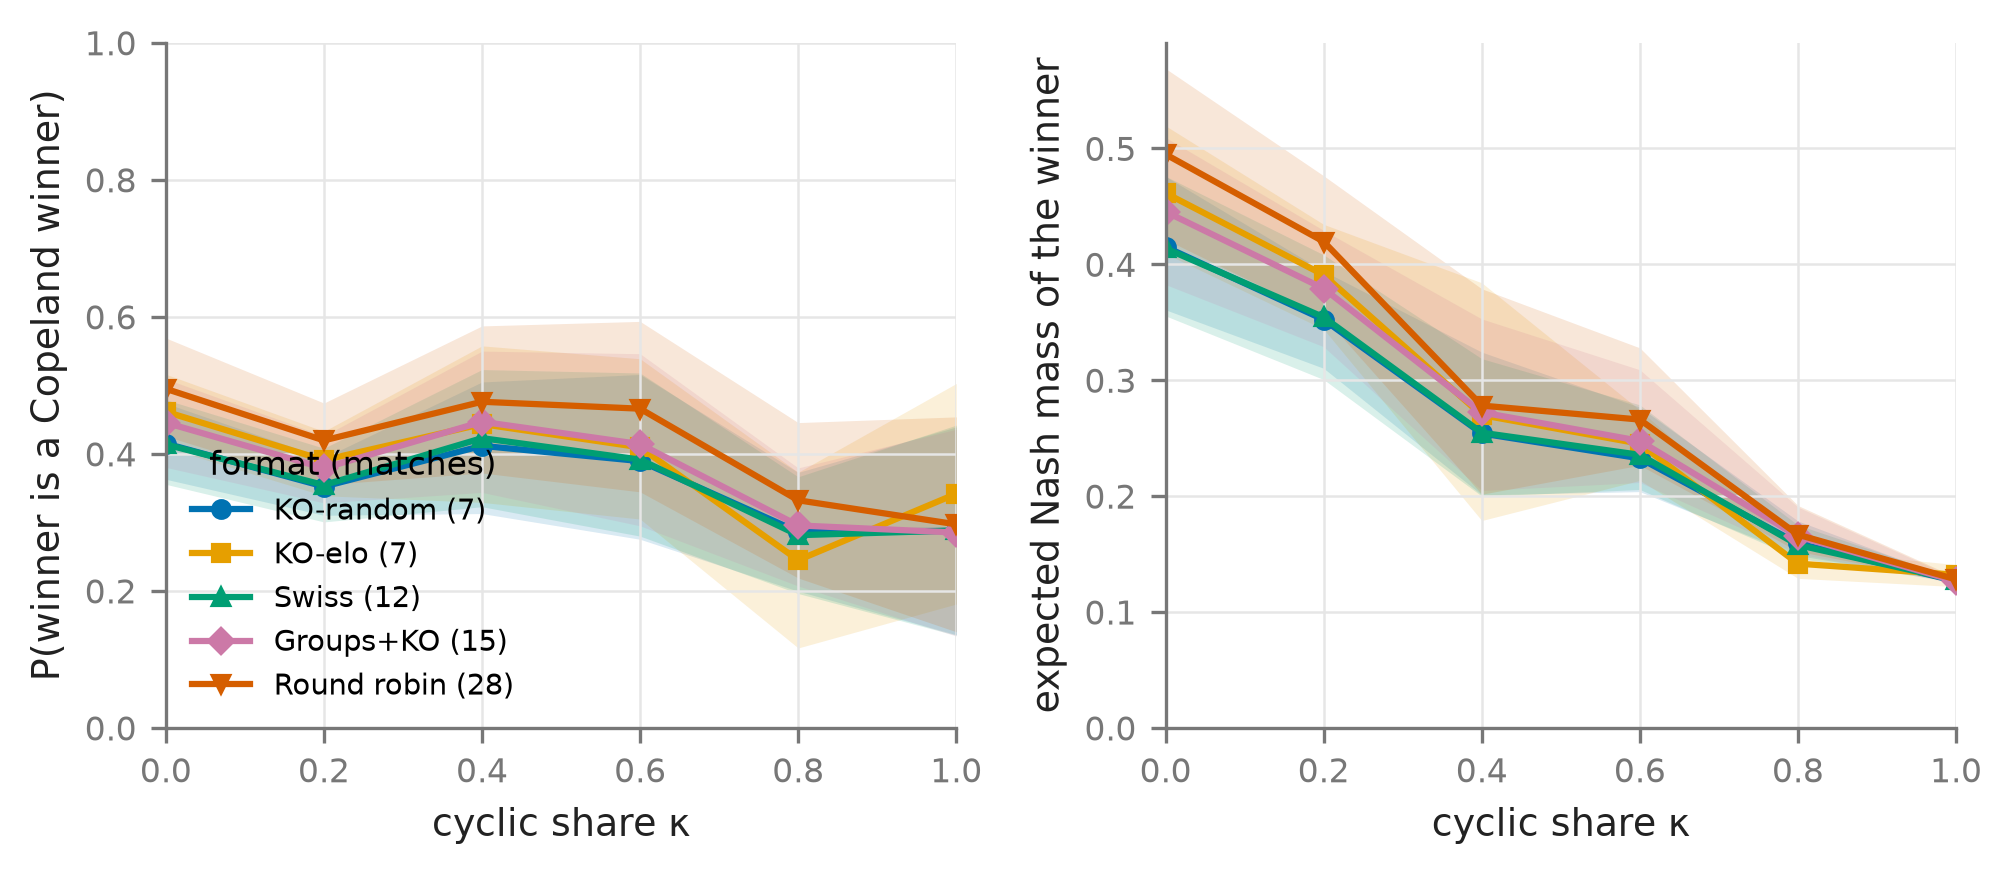 P(winner is a Copeland winner)
1.0
0.8
0.6
0.4
0.2
0.0
format (matches)
KO-random (7)
KO-elo (7)
Swiss (12)
Groups+KO (15)
Round robin (28)
0.0 0.2 0.4 0.6 0.8 1.0
cyclic share κ
expected Nash mass of the winner
0.5
0.4
0.3
0.2
0.1
0.0
0.0 0.2 0.4 0.6 0.8 1.0
cyclic share κ